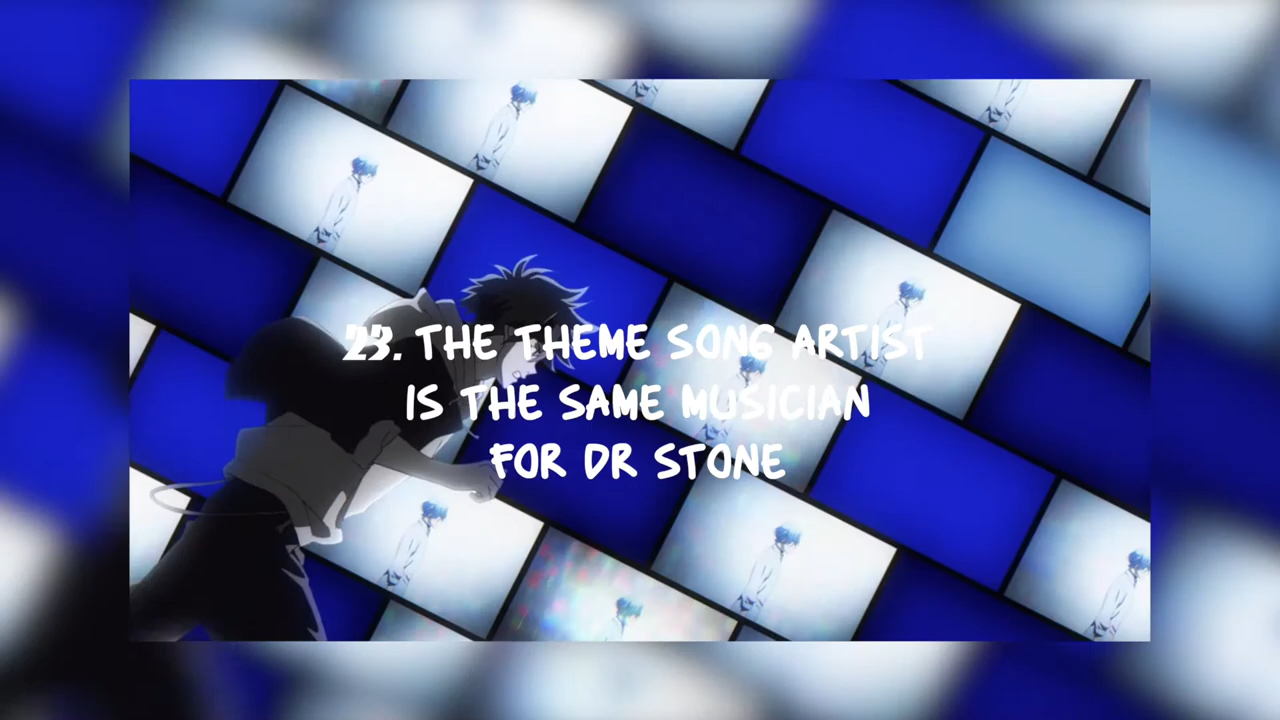 23. THE THEME SONG ARTIST
IS THE SAME MUSICIAN
FOR DR STONE